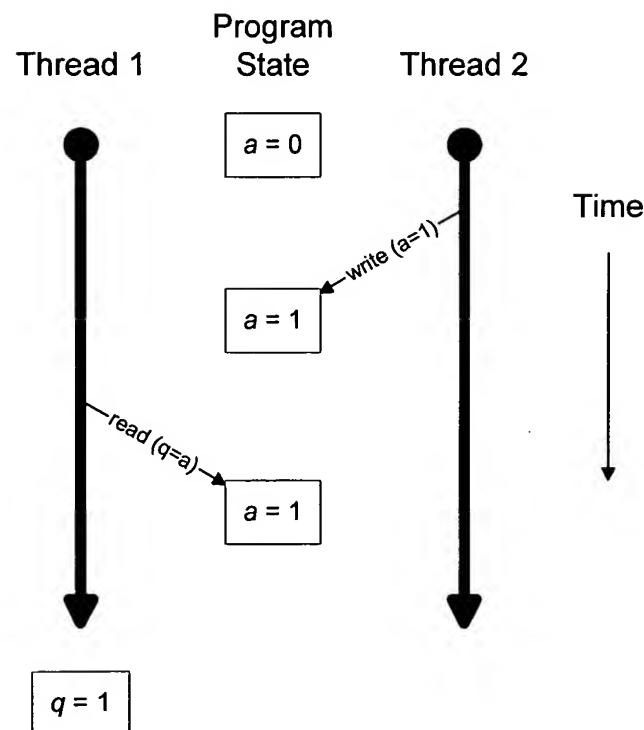 Program
State
Thread 1
Thread 2
a = 0
Time
write (a=1)
a = 1
read (q=a)
a = 1
q = 1